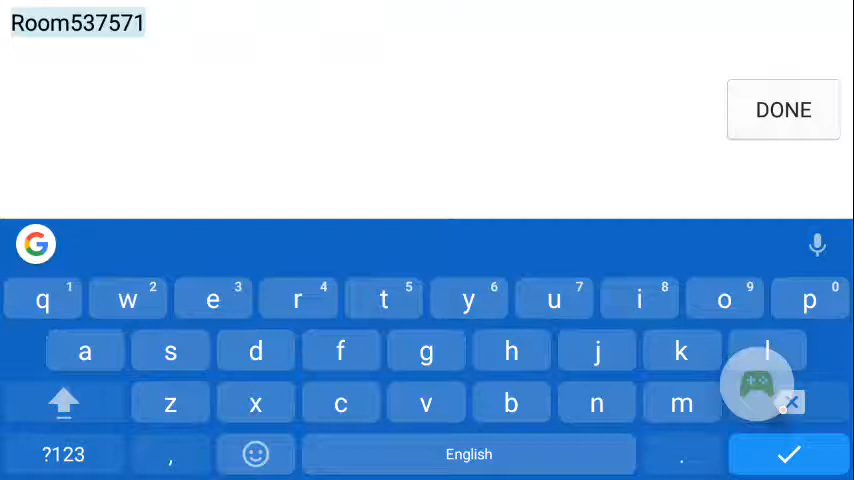 Room537571
DONE
G
q 1 w 2 e 3 r 4 t 5 y 6 u 7 i 8 o 9 p 0
a s d f g h j k l
z x c v b n m
?123 , English .